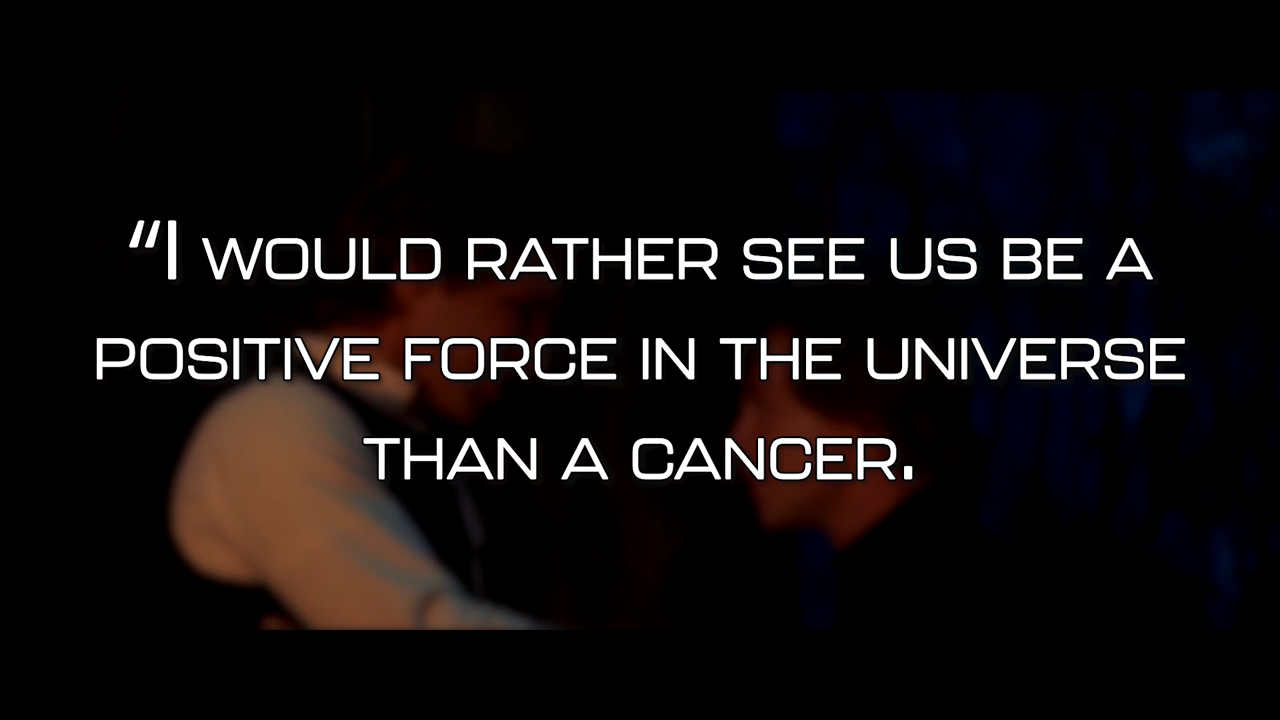 “I WOULD RATHER SEE US BE A
POSITIVE FORCE IN THE UNIVERSE
THAN A CANCER.